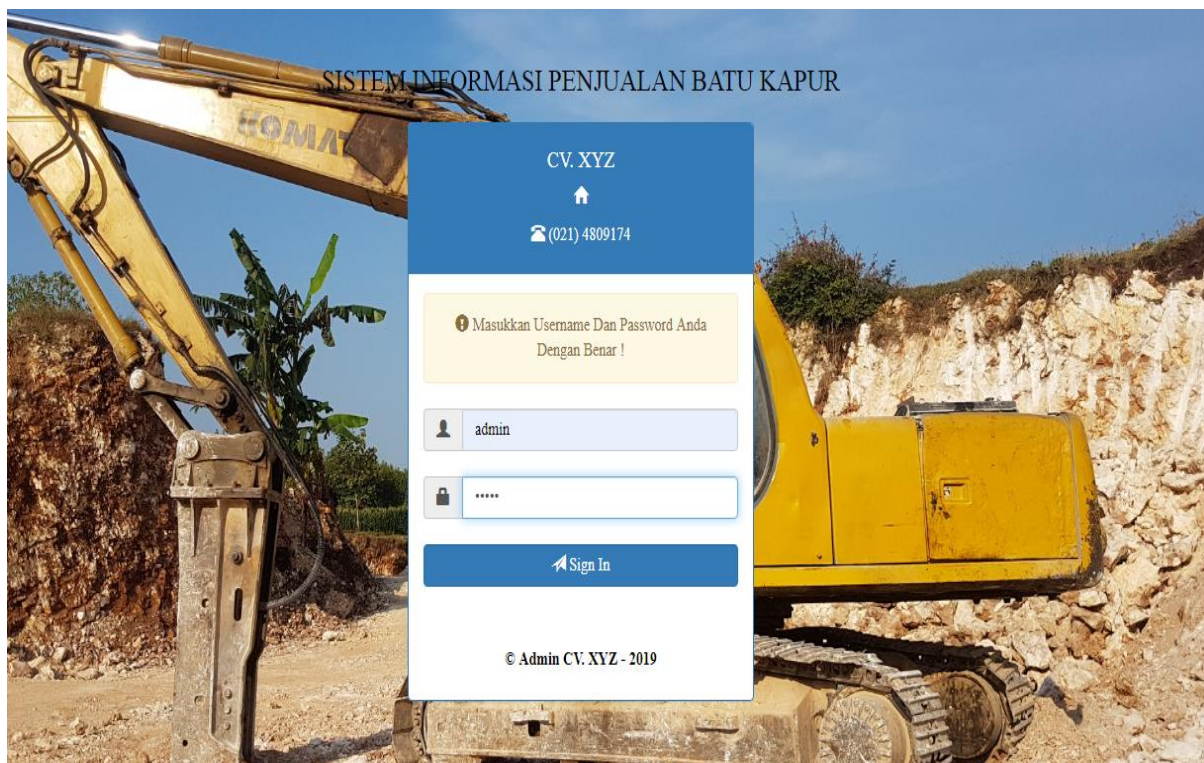 SISTEM INFORMASI PENJUALAN BATU KAPUR
KOMAT
CV. XYZ
(021) 4809174
Masukkan Username Dan Password Anda
Dengan Benar !
admin
•••••
Sign In
© Admin CV. XYZ - 2019